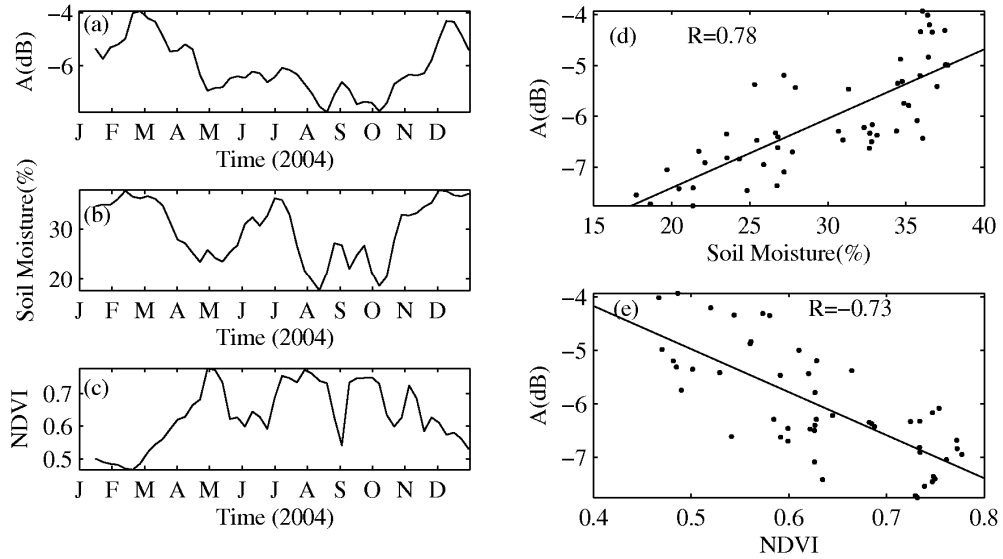 (a)
A(dB)
−4
−6
J F M A M J J A S O N D
Time (2004)
(b)
Soil Moisture(%)
30
20
J F M A M J J A S O N D
Time (2004)
(c)
NDVI
0.7
0.6
0.5
J F M A M J J A S O N D
Time (2004)
(d)
R=0.78
A(dB)
−4
−5
−6
−7
15 20 25 30 35 40
Soil Moisture(%)
(e)
R=−0.73
A(dB)
−4
−5
−6
−7
0.4 0.5 0.6 0.7 0.8
NDVI